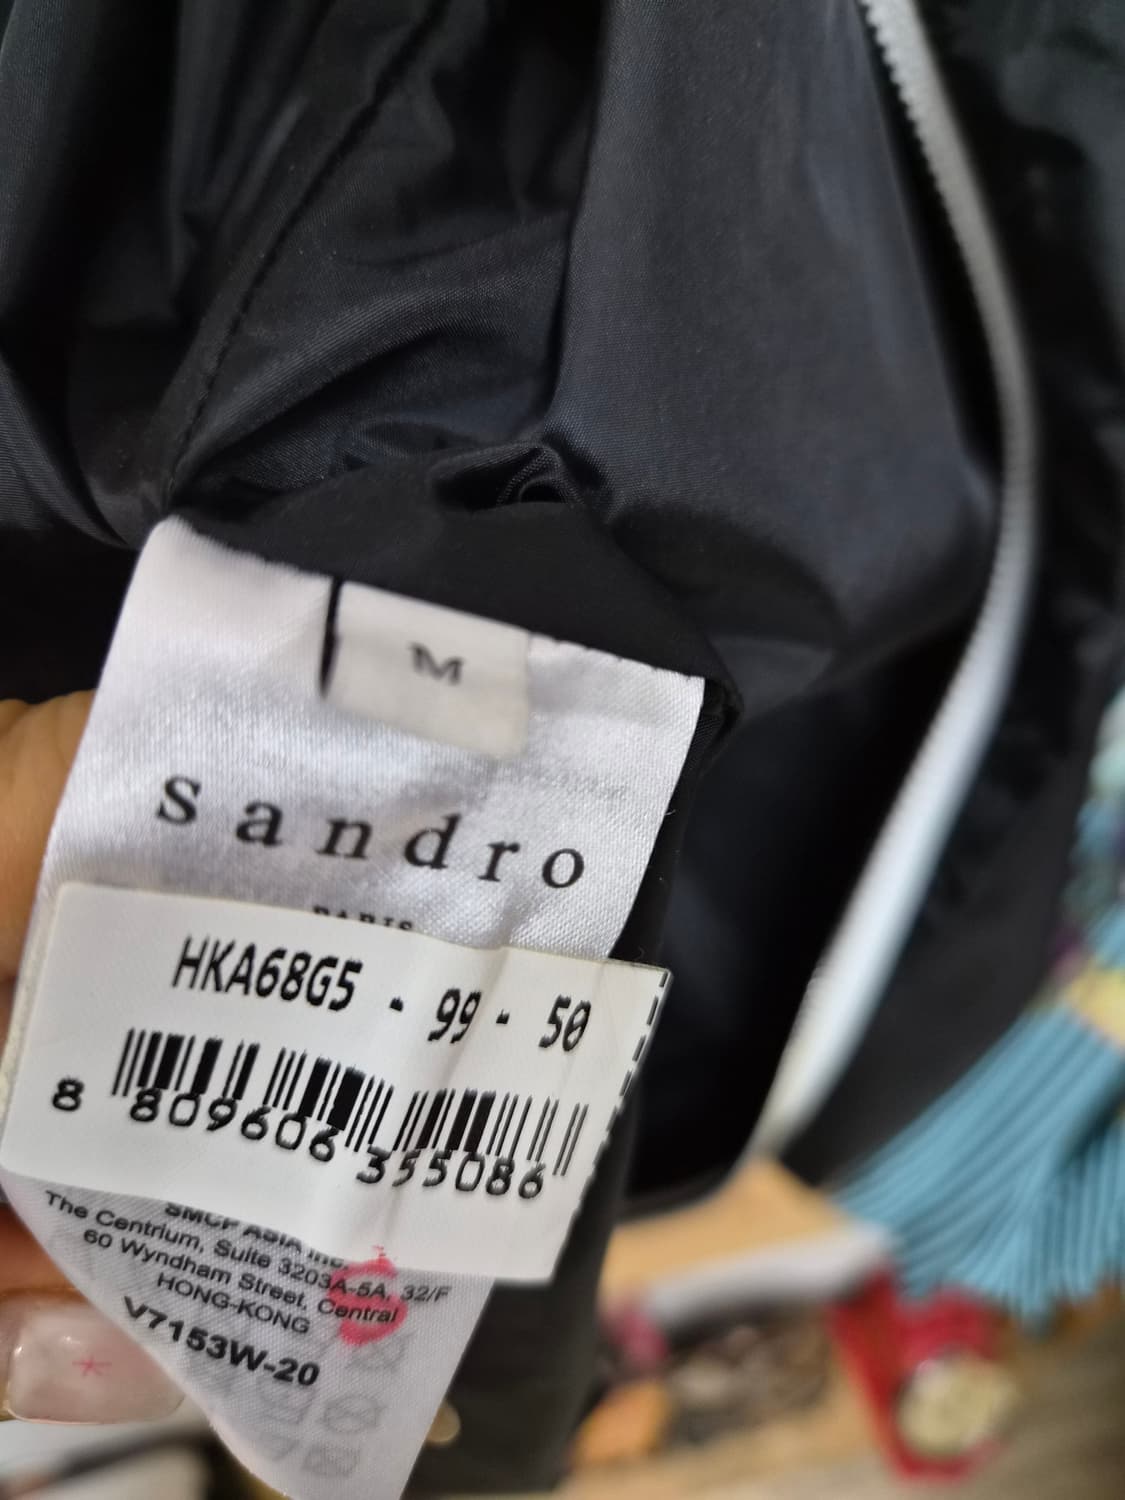 M
sandro
PARIS
HKA68G5 - 99 - 50
8 809606 355086
SMCP ASIA Inc.
The Centrium, Suite 3203A-5A, 32/F
60 Wyndham Street, Central
HONG-KONG
V7153W-20